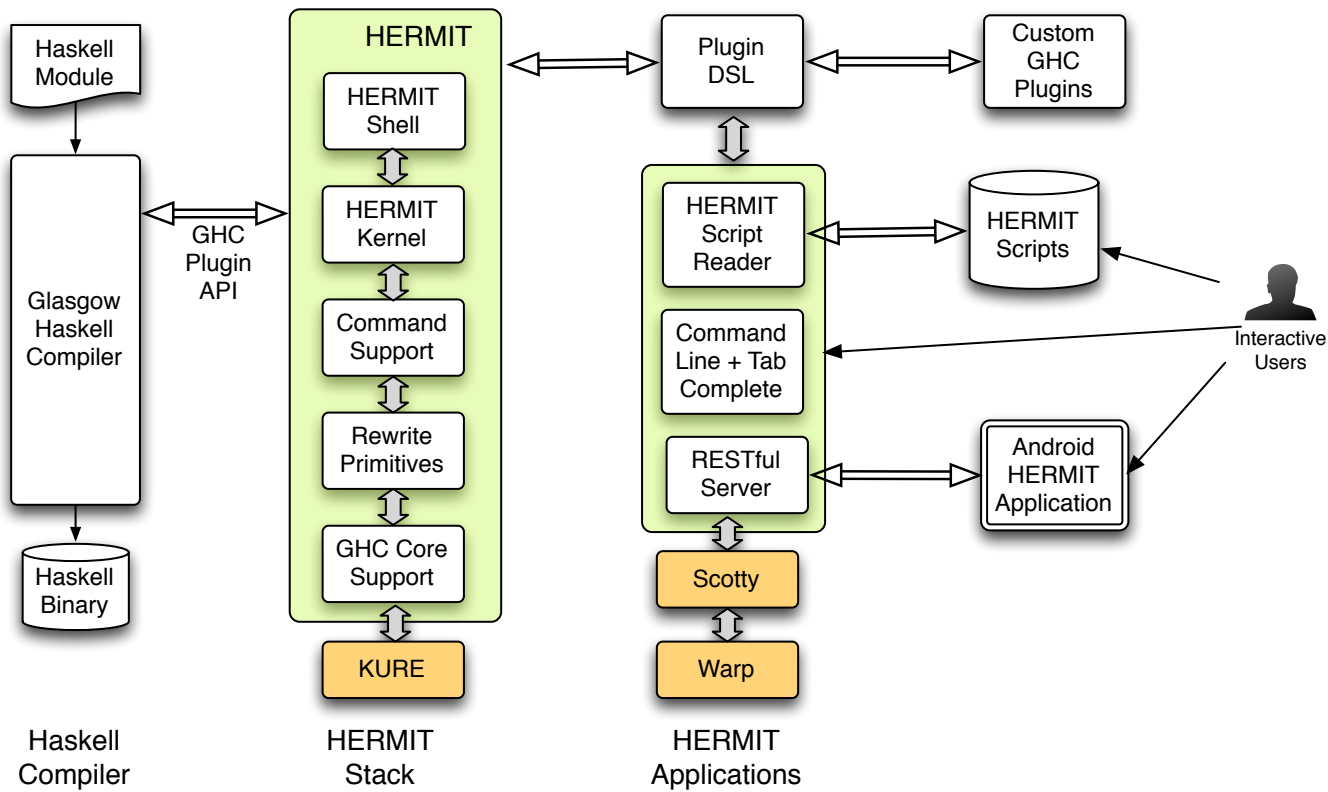 Haskell
Module
Glasgow
Haskell
Compiler
Haskell
Binary
GHC
Plugin
API
HERMIT
HERMIT
Shell
HERMIT
Kernel
Command
Support
Rewrite
Primitives
GHC Core
Support
KURE
Plugin
DSL
Custom
GHC
Plugins
HERMIT
Script
Reader
HERMIT
Scripts
Command
Line + Tab
Complete
Interactive
Users
RESTful
Server
Android
HERMIT
Application
Scotty
Warp
Haskell
Compiler
HERMIT
Stack
HERMIT
Applications